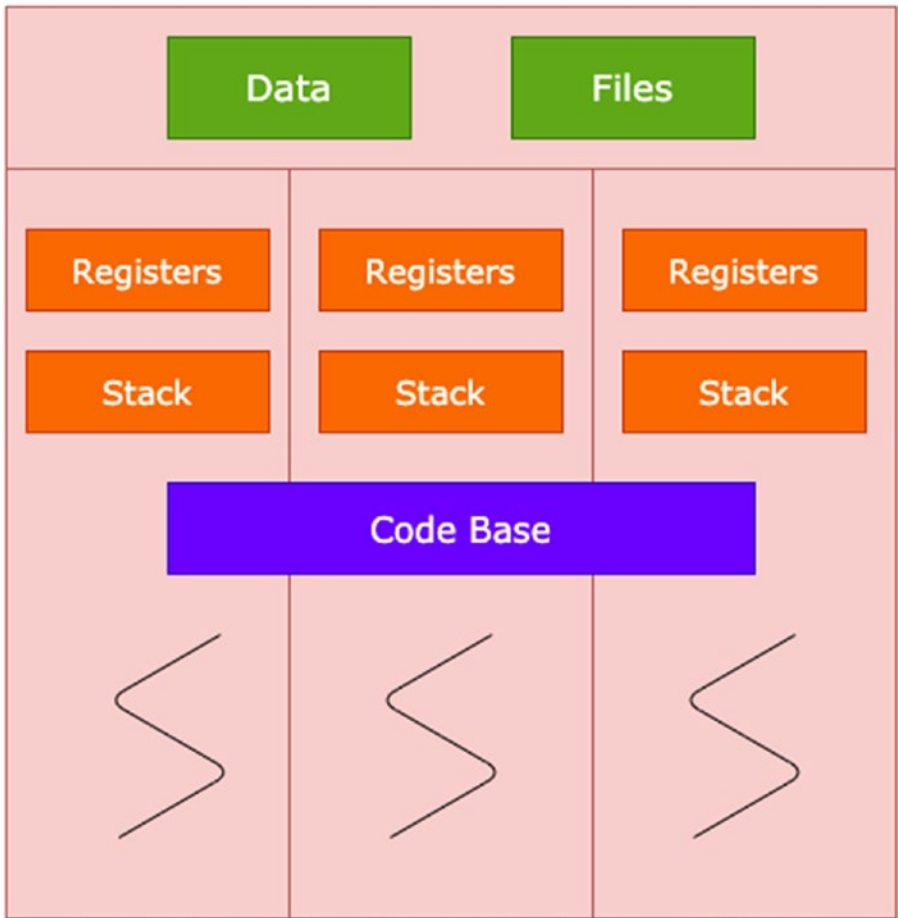 Data
Files
Registers
Registers
Registers
Stack
Stack
Stack
Code Base